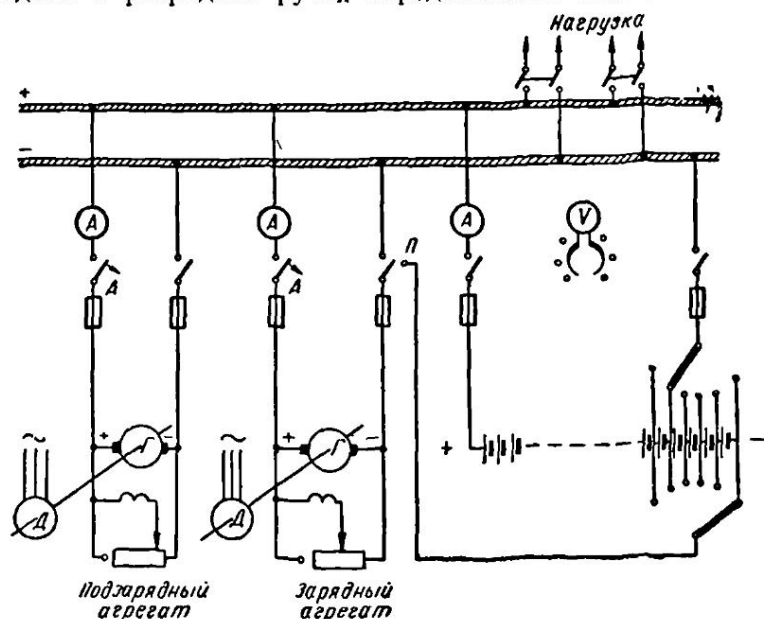 Нагрузка
+
−
А
А
А
V
П
А
А
+
Г
−
+
Г
−
+
−
~
~
Д
Д
Подзарядный
агрегат
Зарядный
агрегат